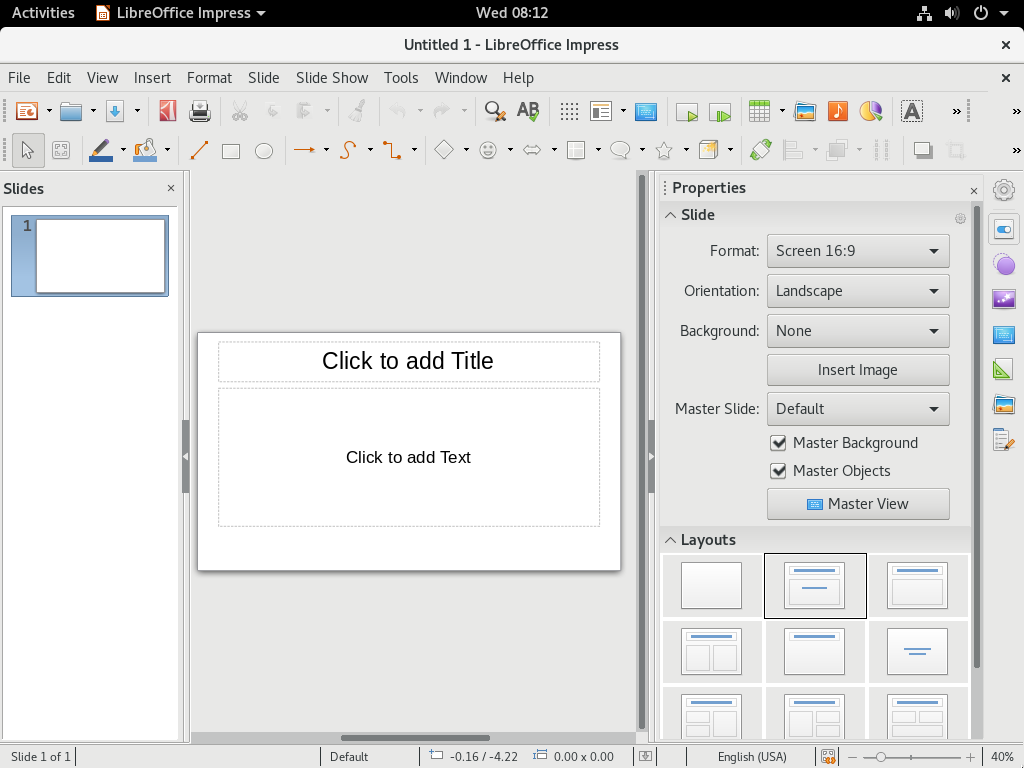 Activities LibreOffice Impress Wed 08:12
Untitled 1 - LibreOffice Impress
File Edit View Insert Format Slide Slide Show Tools Window Help
Slides
1
Click to add Title
Click to add Text
Properties
Slide
Format: Screen 16:9
Orientation: Landscape
Background: None
Insert Image
Master Slide: Default
Master Background
Master Objects
Master View
Layouts
Slide 1 of 1 Default -0.16 / -4.22 0.00 x 0.00 English (USA) 40%